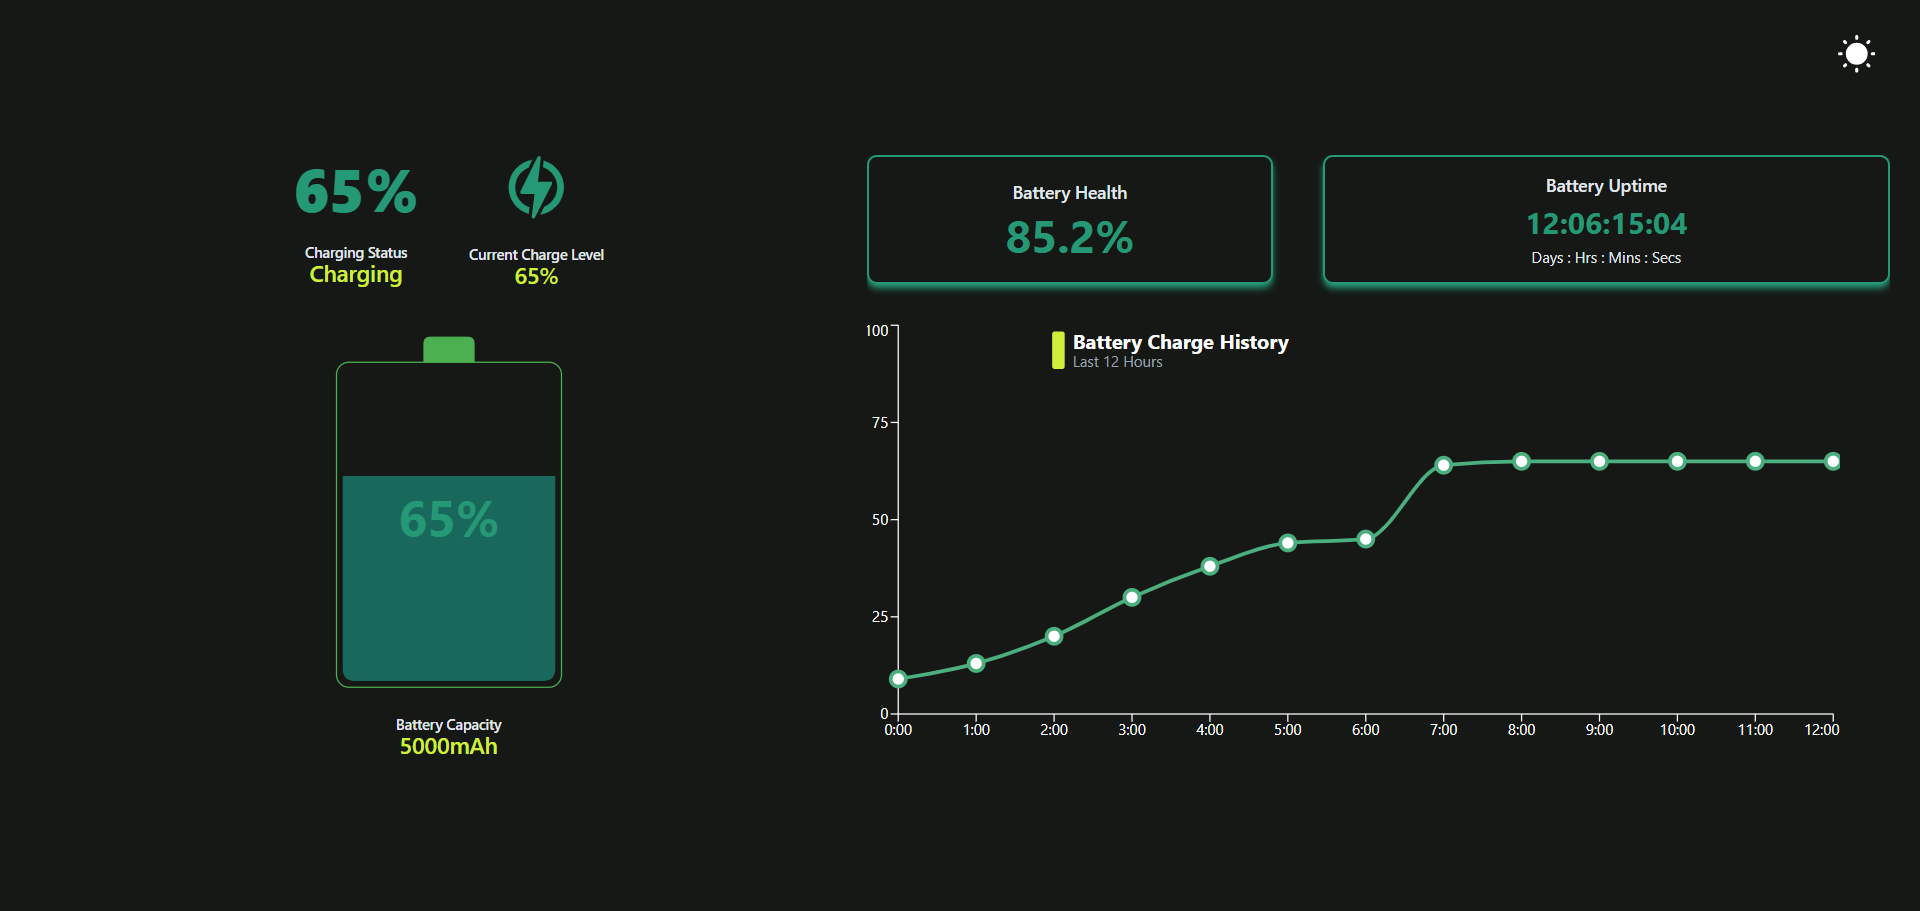 65%
Charging Status
Charging
Current Charge Level
65%
65%
Battery Capacity
5000mAh
Battery Health
85.2%
Battery Uptime
12:06:15:04
Days : Hrs : Mins : Secs
Battery Charge History
Last 12 Hours
100
75
50
25
0
0:00 1:00 2:00 3:00 4:00 5:00 6:00 7:00 8:00 9:00 10:00 11:00 12:00